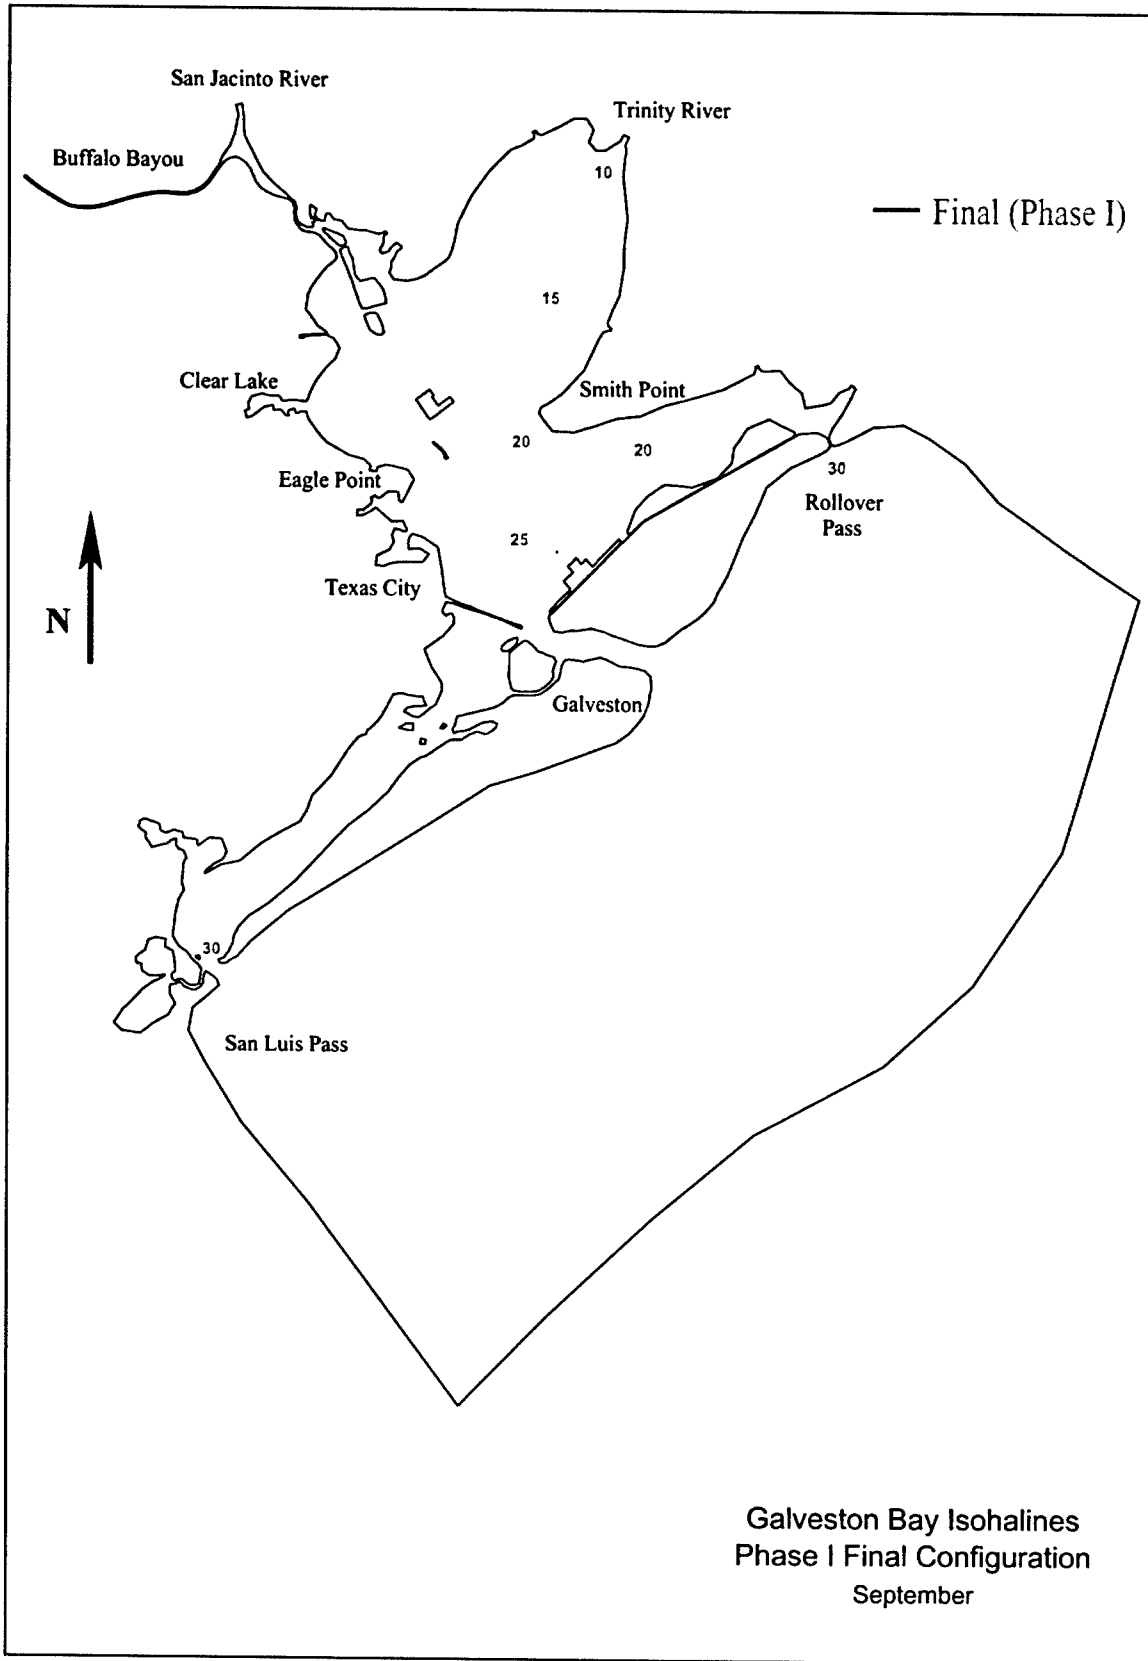 San Jacinto River
Trinity River
Buffalo Bayou
10
Final (Phase I)
15
Clear Lake
Smith Point
20
20
Eagle Point
30
Rollover
Pass
25
Texas City
N
Galveston
30
San Luis Pass
Galveston Bay Isohalines
Phase I Final Configuration
September